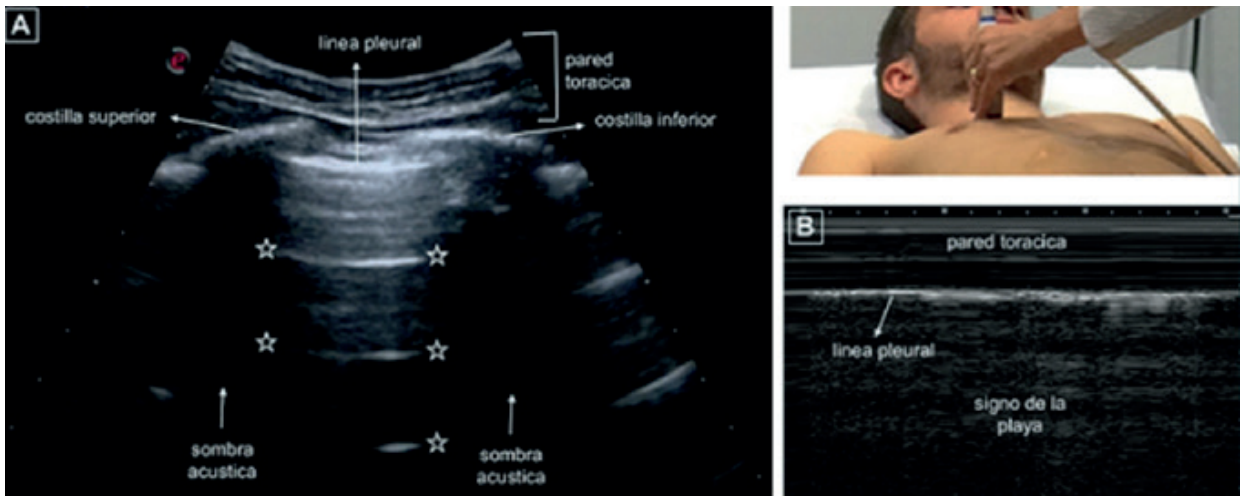 A
linea pleural
pared
toracica
costilla superior
costilla inferior
sombra
acustica
sombra
acustica
B
pared toracica
linea pleural
signo de la
playa